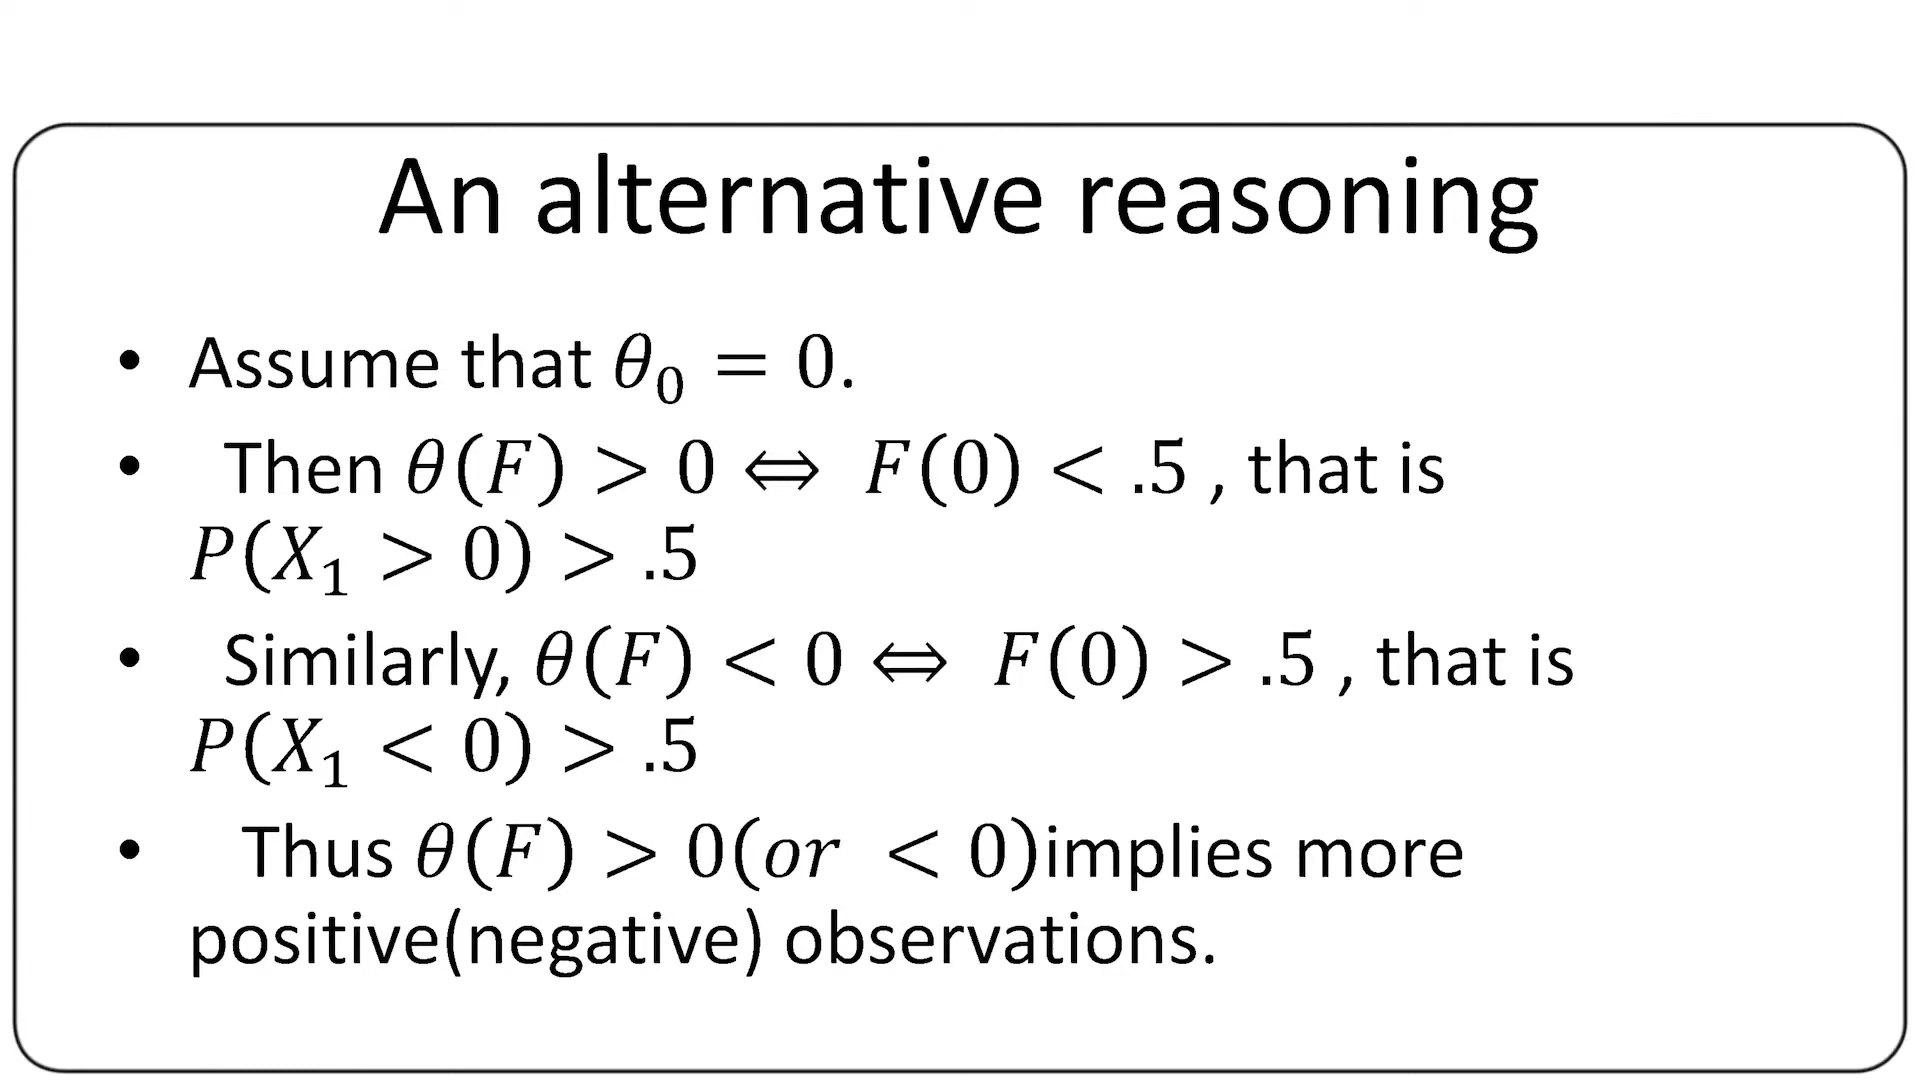 An alternative reasoning
• Assume that θ₀ = 0.
• Then θ(F) > 0 ⇔ F(0) < .5 , that is
P(X₁ > 0) > .5
• Similarly, θ(F) < 0 ⇔ F(0) > .5 , that is
P(X₁ < 0) > .5
• Thus θ(F) > 0(or < 0)implies more
positive(negative) observations.